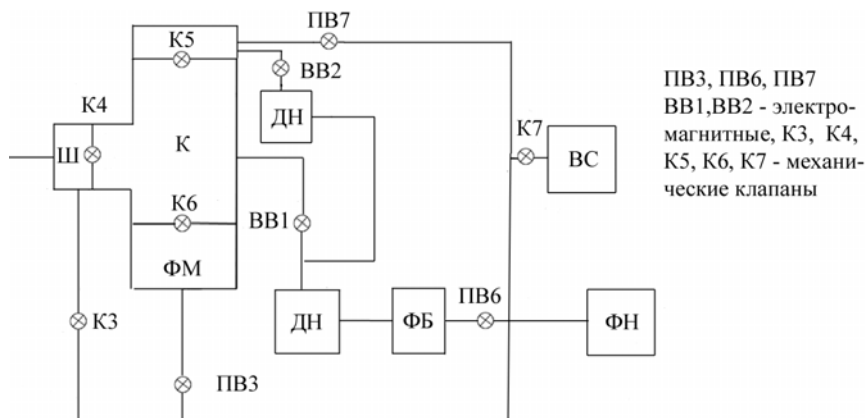 ПВ7
К5
ВВ2
К4
ДН
ПВ3, ПВ6, ПВ7
ВВ1,ВВ2 - электро-
магнитные, К3, К4,
К5, К6, К7 - механи-
ческие клапаны
К7
Ш
К
ВС
К6
ВВ1
ФМ
ПВ6
К3
ДН
ФБ
ФН
ПВ3